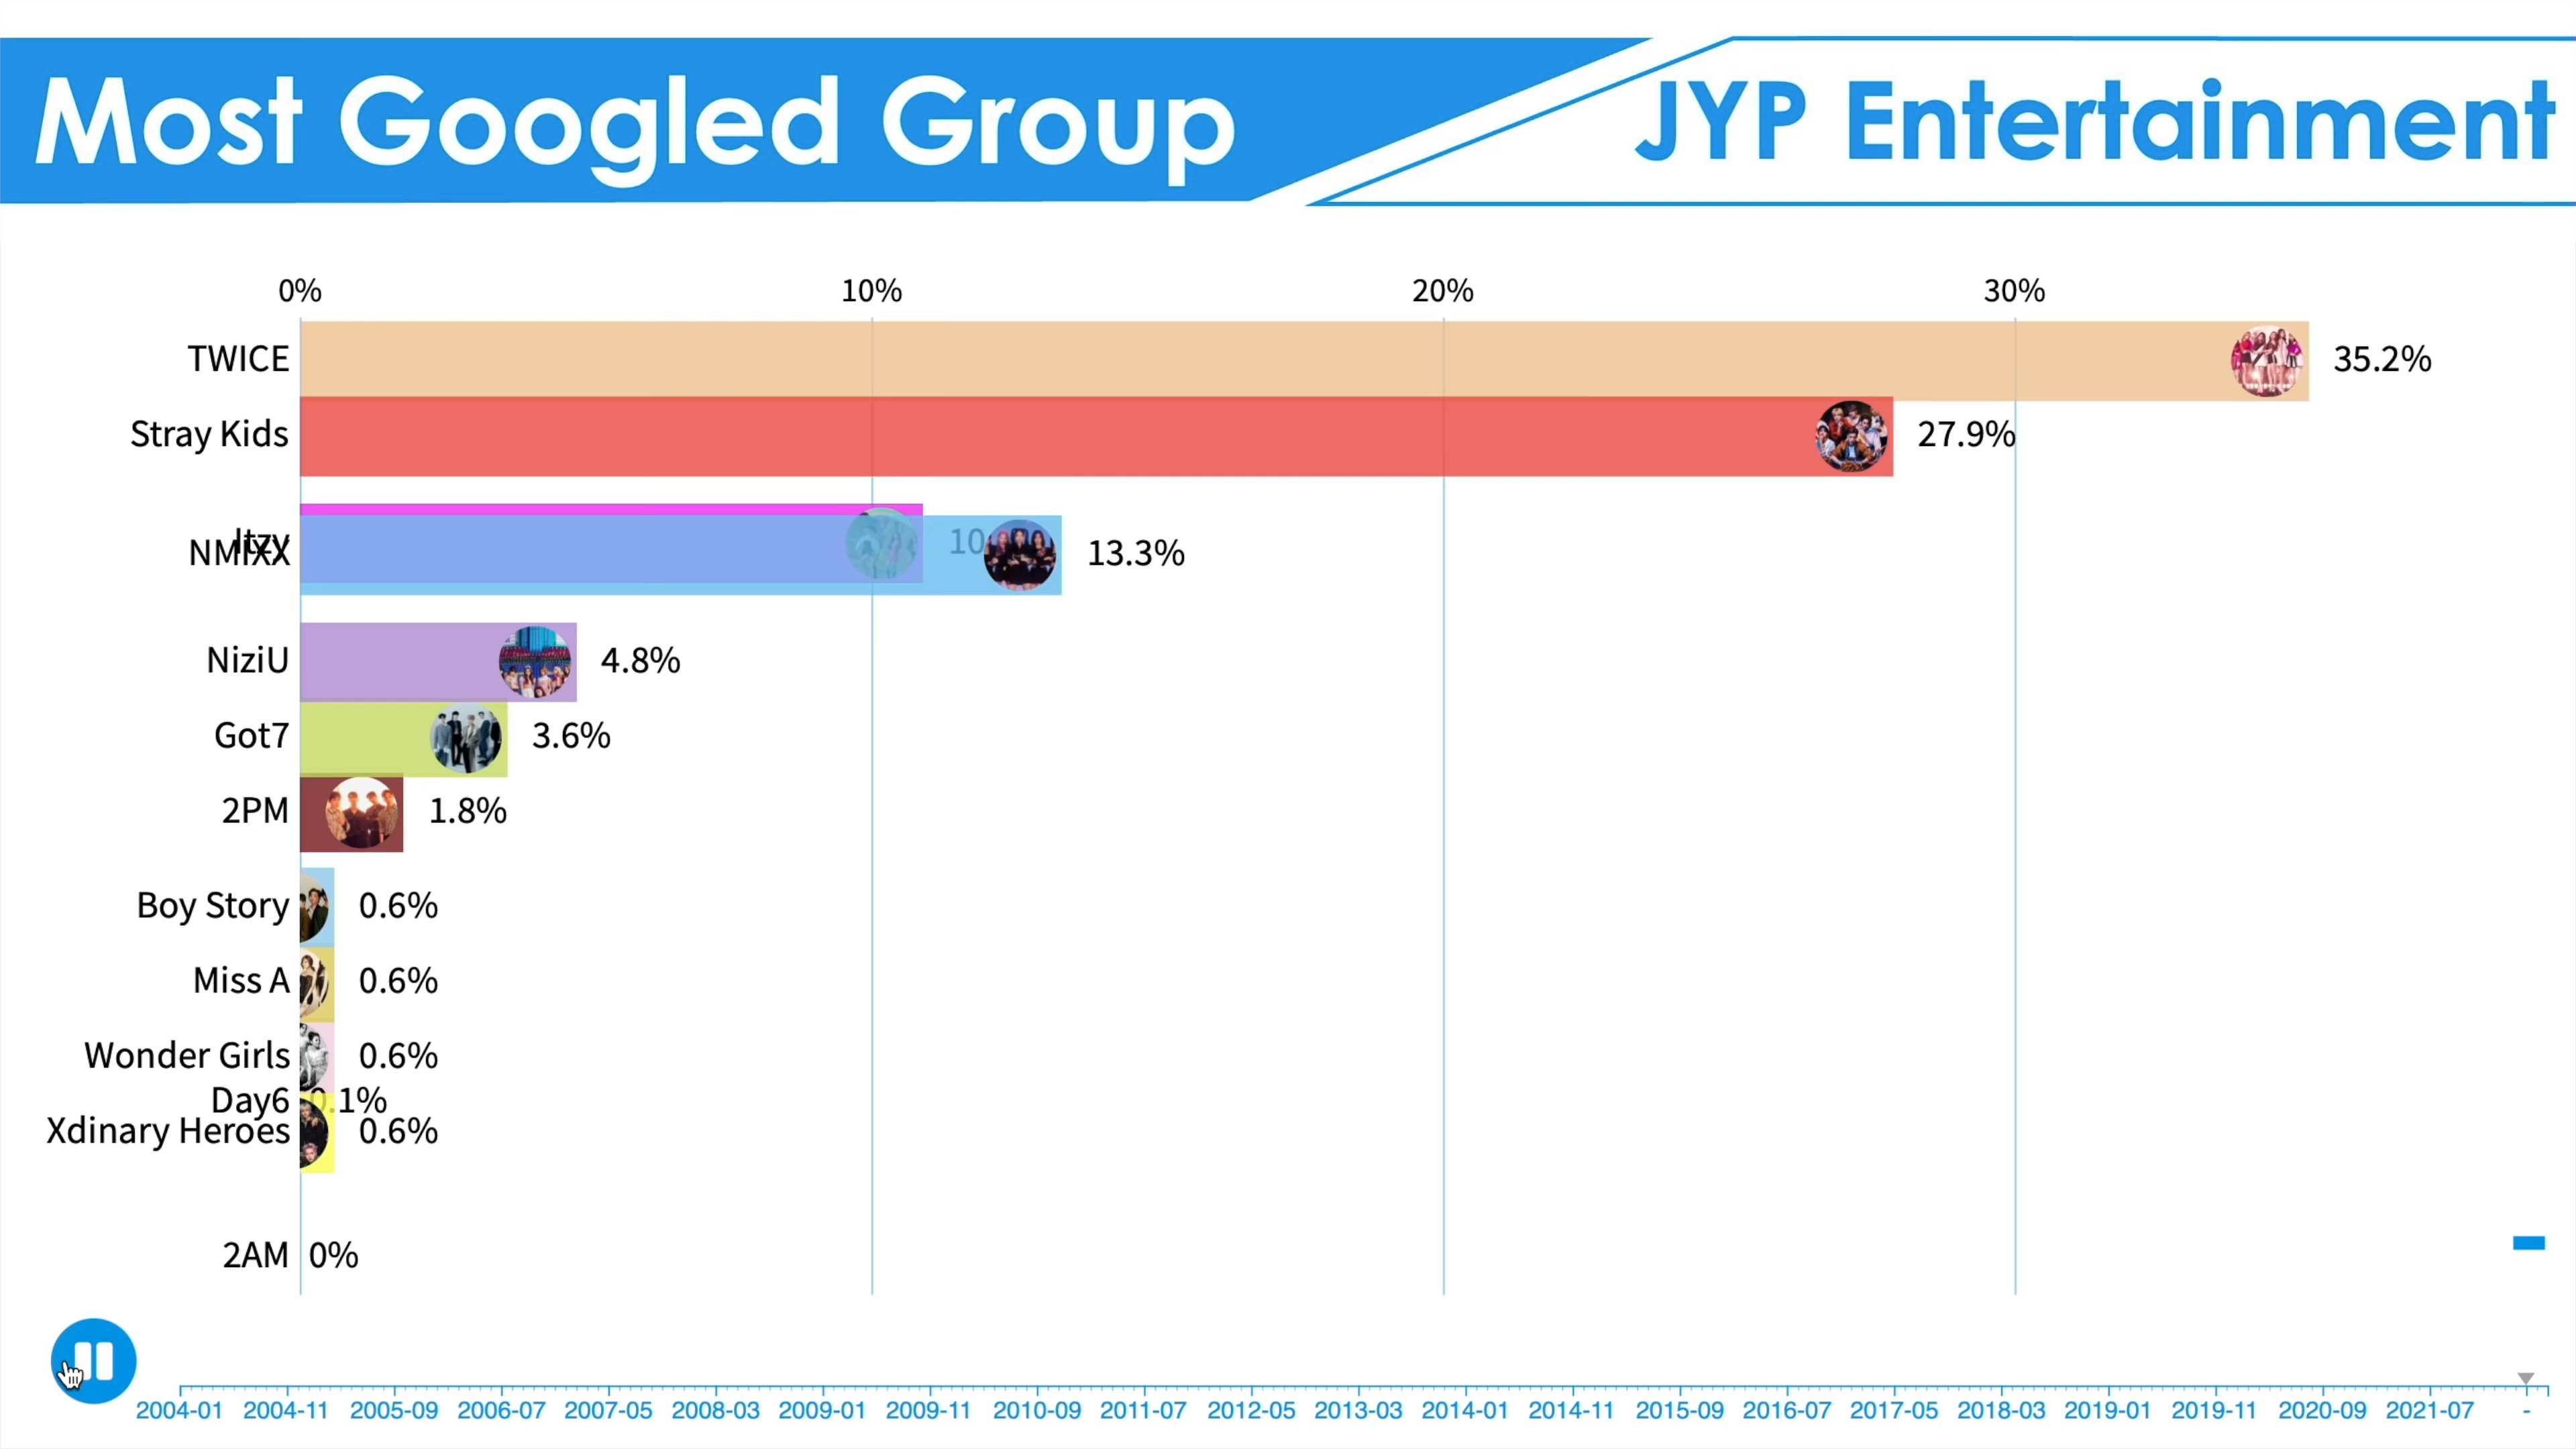 Most Googled Group
JYP Entertainment
0% 10% 20% 30%
TWICE 35.2%
Stray Kids 27.9%
Itzy 10
NMIXX 13.3%
NiziU 4.8%
Got7 3.6%
2PM 1.8%
Boy Story 0.6%
Miss A 0.6%
Wonder Girls 0.6%
Day6 0.1%
Xdinary Heroes 0.6%
2AM 0%
-
2004-01 2004-11 2005-09 2006-07 2007-05 2008-03 2009-01 2009-11 2010-09 2011-07 2012-05 2013-03 2014-01 2014-11 2015-09 2016-07 2017-05 2018-03 2019-01 2019-11 2020-09 2021-07 -